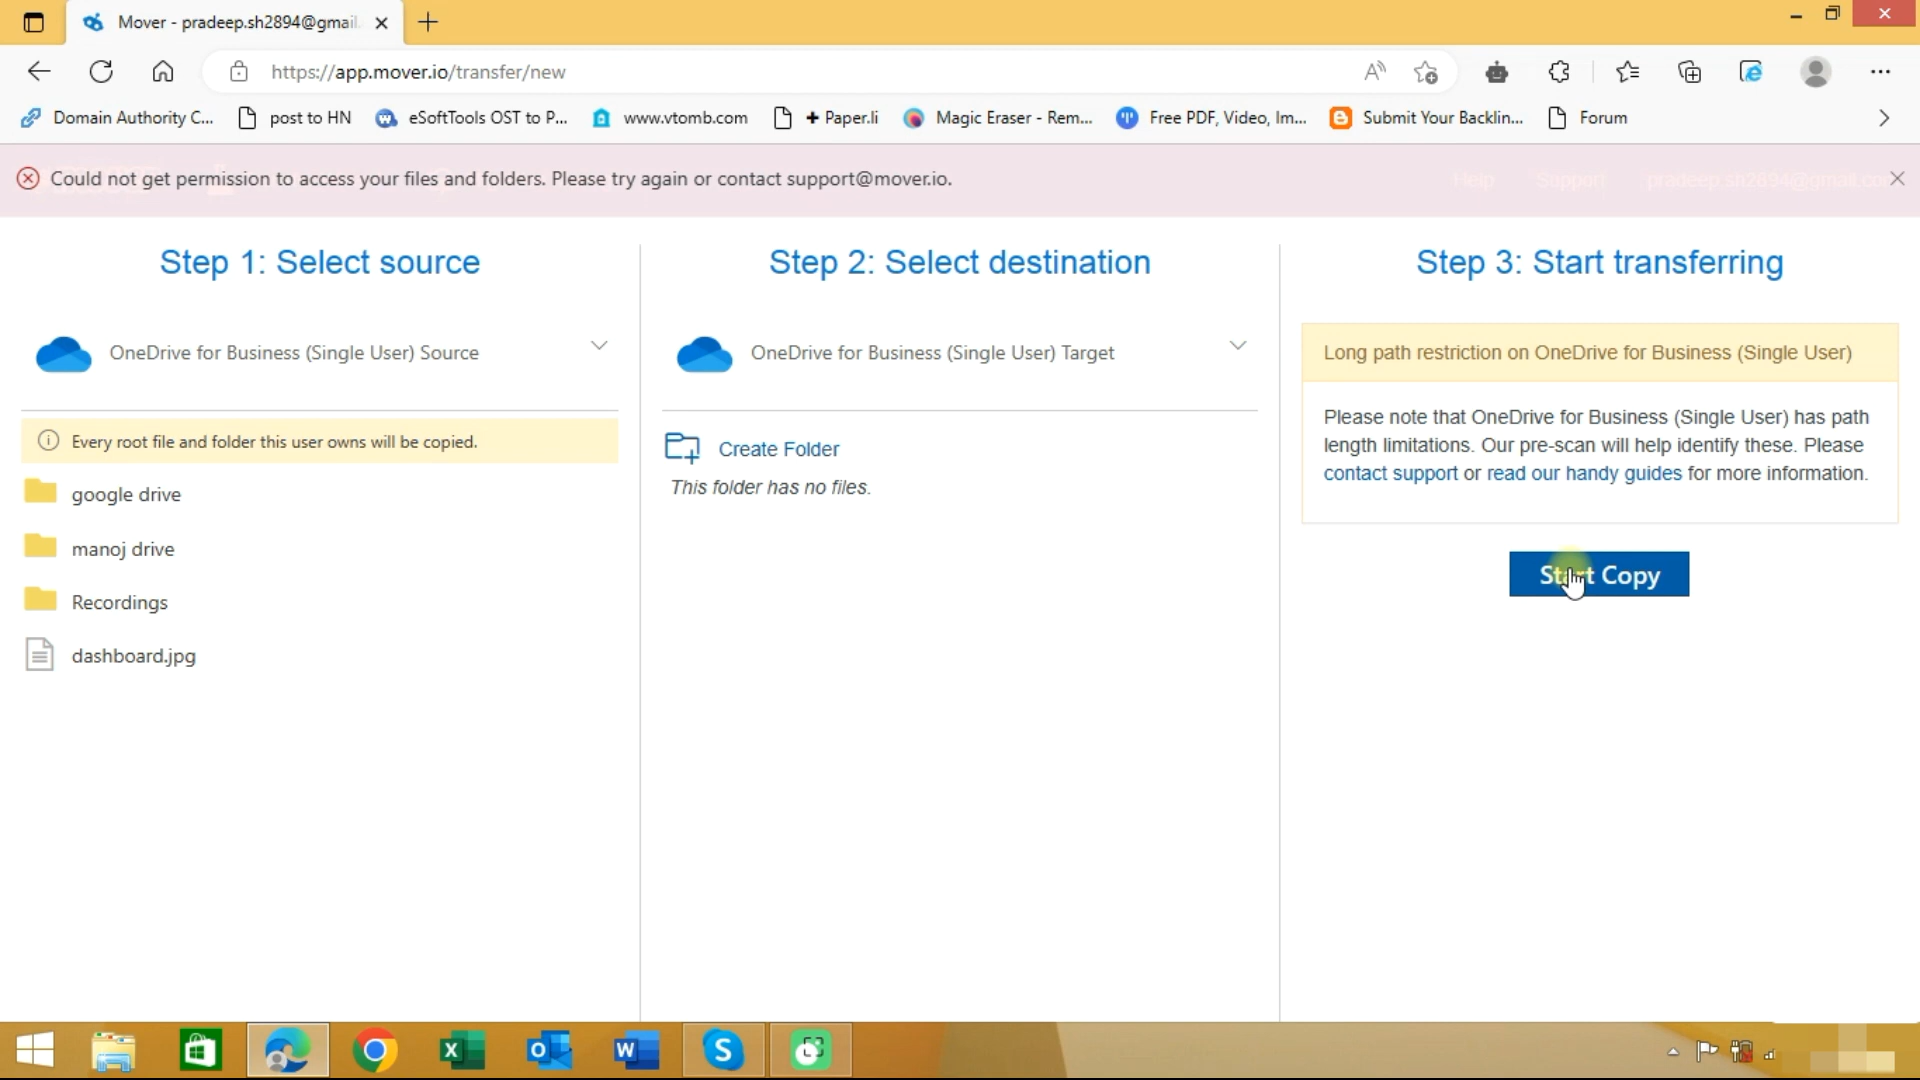 Mover - pradeep.sh2894@gmail.
https://app.mover.io/transfer/new
Domain Authority C...
post to HN
eSoftTools OST to P...
www.vtomb.com
+ Paper.li
Magic Eraser - Rem...
Free PDF, Video, Im...
Submit Your Backlin...
Forum
Could not get permission to access your files and folders. Please try again or contact support@mover.io.
Help
Support
Step 1: Select source
OneDrive for Business (Single User) Source
Every root file and folder this user owns will be copied.
google drive
manoj drive
Recordings
dashboard.jpg
Step 2: Select destination
OneDrive for Business (Single User) Target
Create Folder
This folder has no files.
Step 3: Start transferring
Long path restriction on OneDrive for Business (Single User)
Please note that OneDrive for Business (Single User) has path
length limitations. Our pre-scan will help identify these. Please
contact support or read our handy guides for more information.
Start Copy